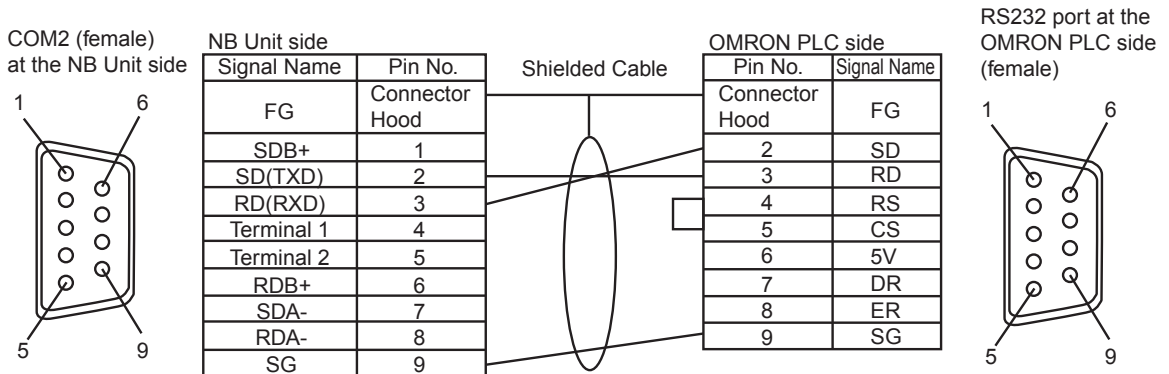 COM2 (female)
at the NB Unit side
1
6
5
9
NB Unit side
Signal Name Pin No.
FG Connector Hood
SDB+ 1
SD(TXD) 2
RD(RXD) 3
Terminal 1 4
Terminal 2 5
RDB+ 6
SDA- 7
RDA- 8
SG 9
Shielded Cable
OMRON PLC side
Pin No. Signal Name
Connector Hood FG
2 SD
3 RD
4 RS
5 CS
6 5V
7 DR
8 ER
9 SG
RS232 port at the
OMRON PLC side
(female)
1
6
5
9